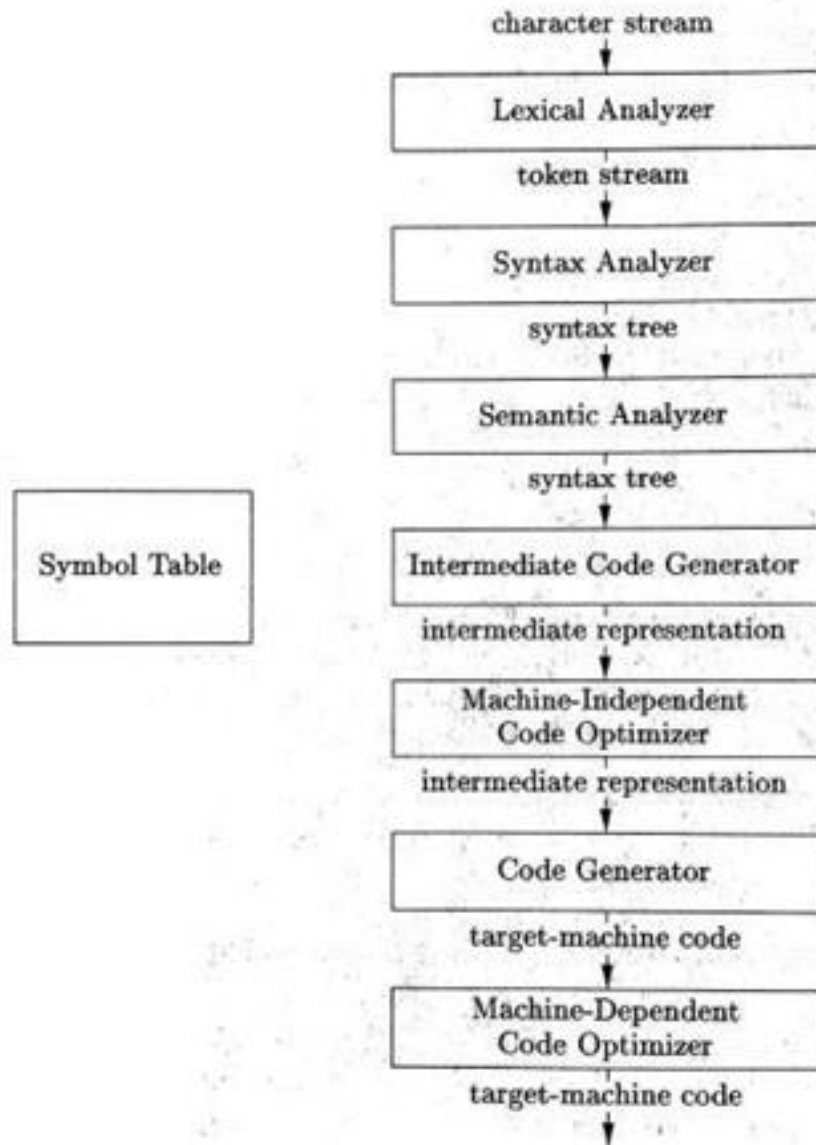 character stream
Lexical Analyzer
token stream
Syntax Analyzer
syntax tree
Semantic Analyzer
syntax tree
Symbol Table
Intermediate Code Generator
intermediate representation
Machine-Independent
Code Optimizer
intermediate representation
Code Generator
target-machine code
Machine-Dependent
Code Optimizer
target-machine code